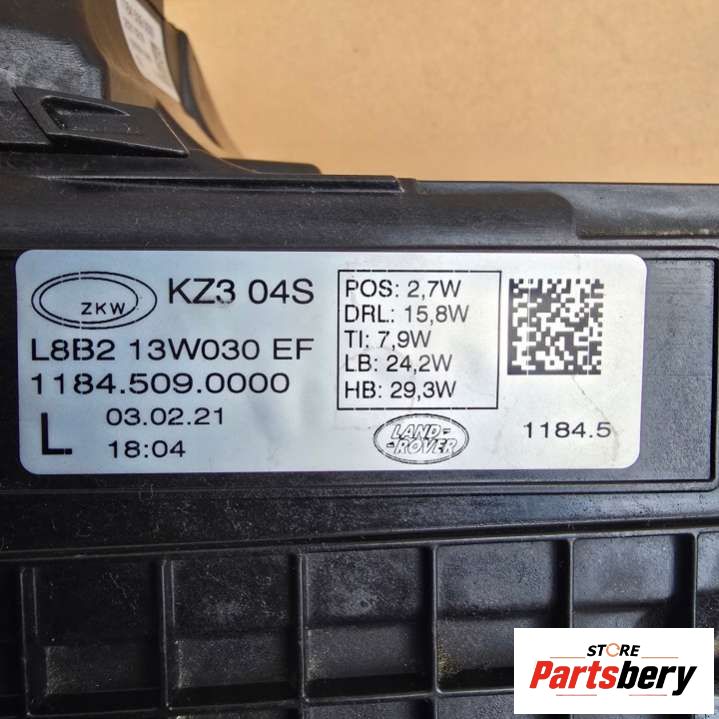 ZKW
KZ3 04S
L8B2 13W030 EF
1184.509.0000
L
03.02.21
18:04
POS: 2,7W
DRL: 15,8W
TI: 7,9W
LB: 24,2W
HB: 29,3W
LAND-
-ROVER
1184.5
STORE
Partsbery